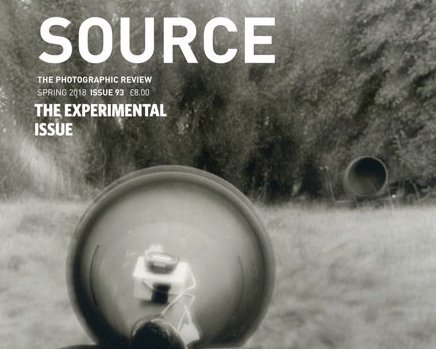 SOURCE
THE PHOTOGRAPHIC REVIEW
SPRING 2018 ISSUE 93 £8.00
THE EXPERIMENTAL
ISSUE